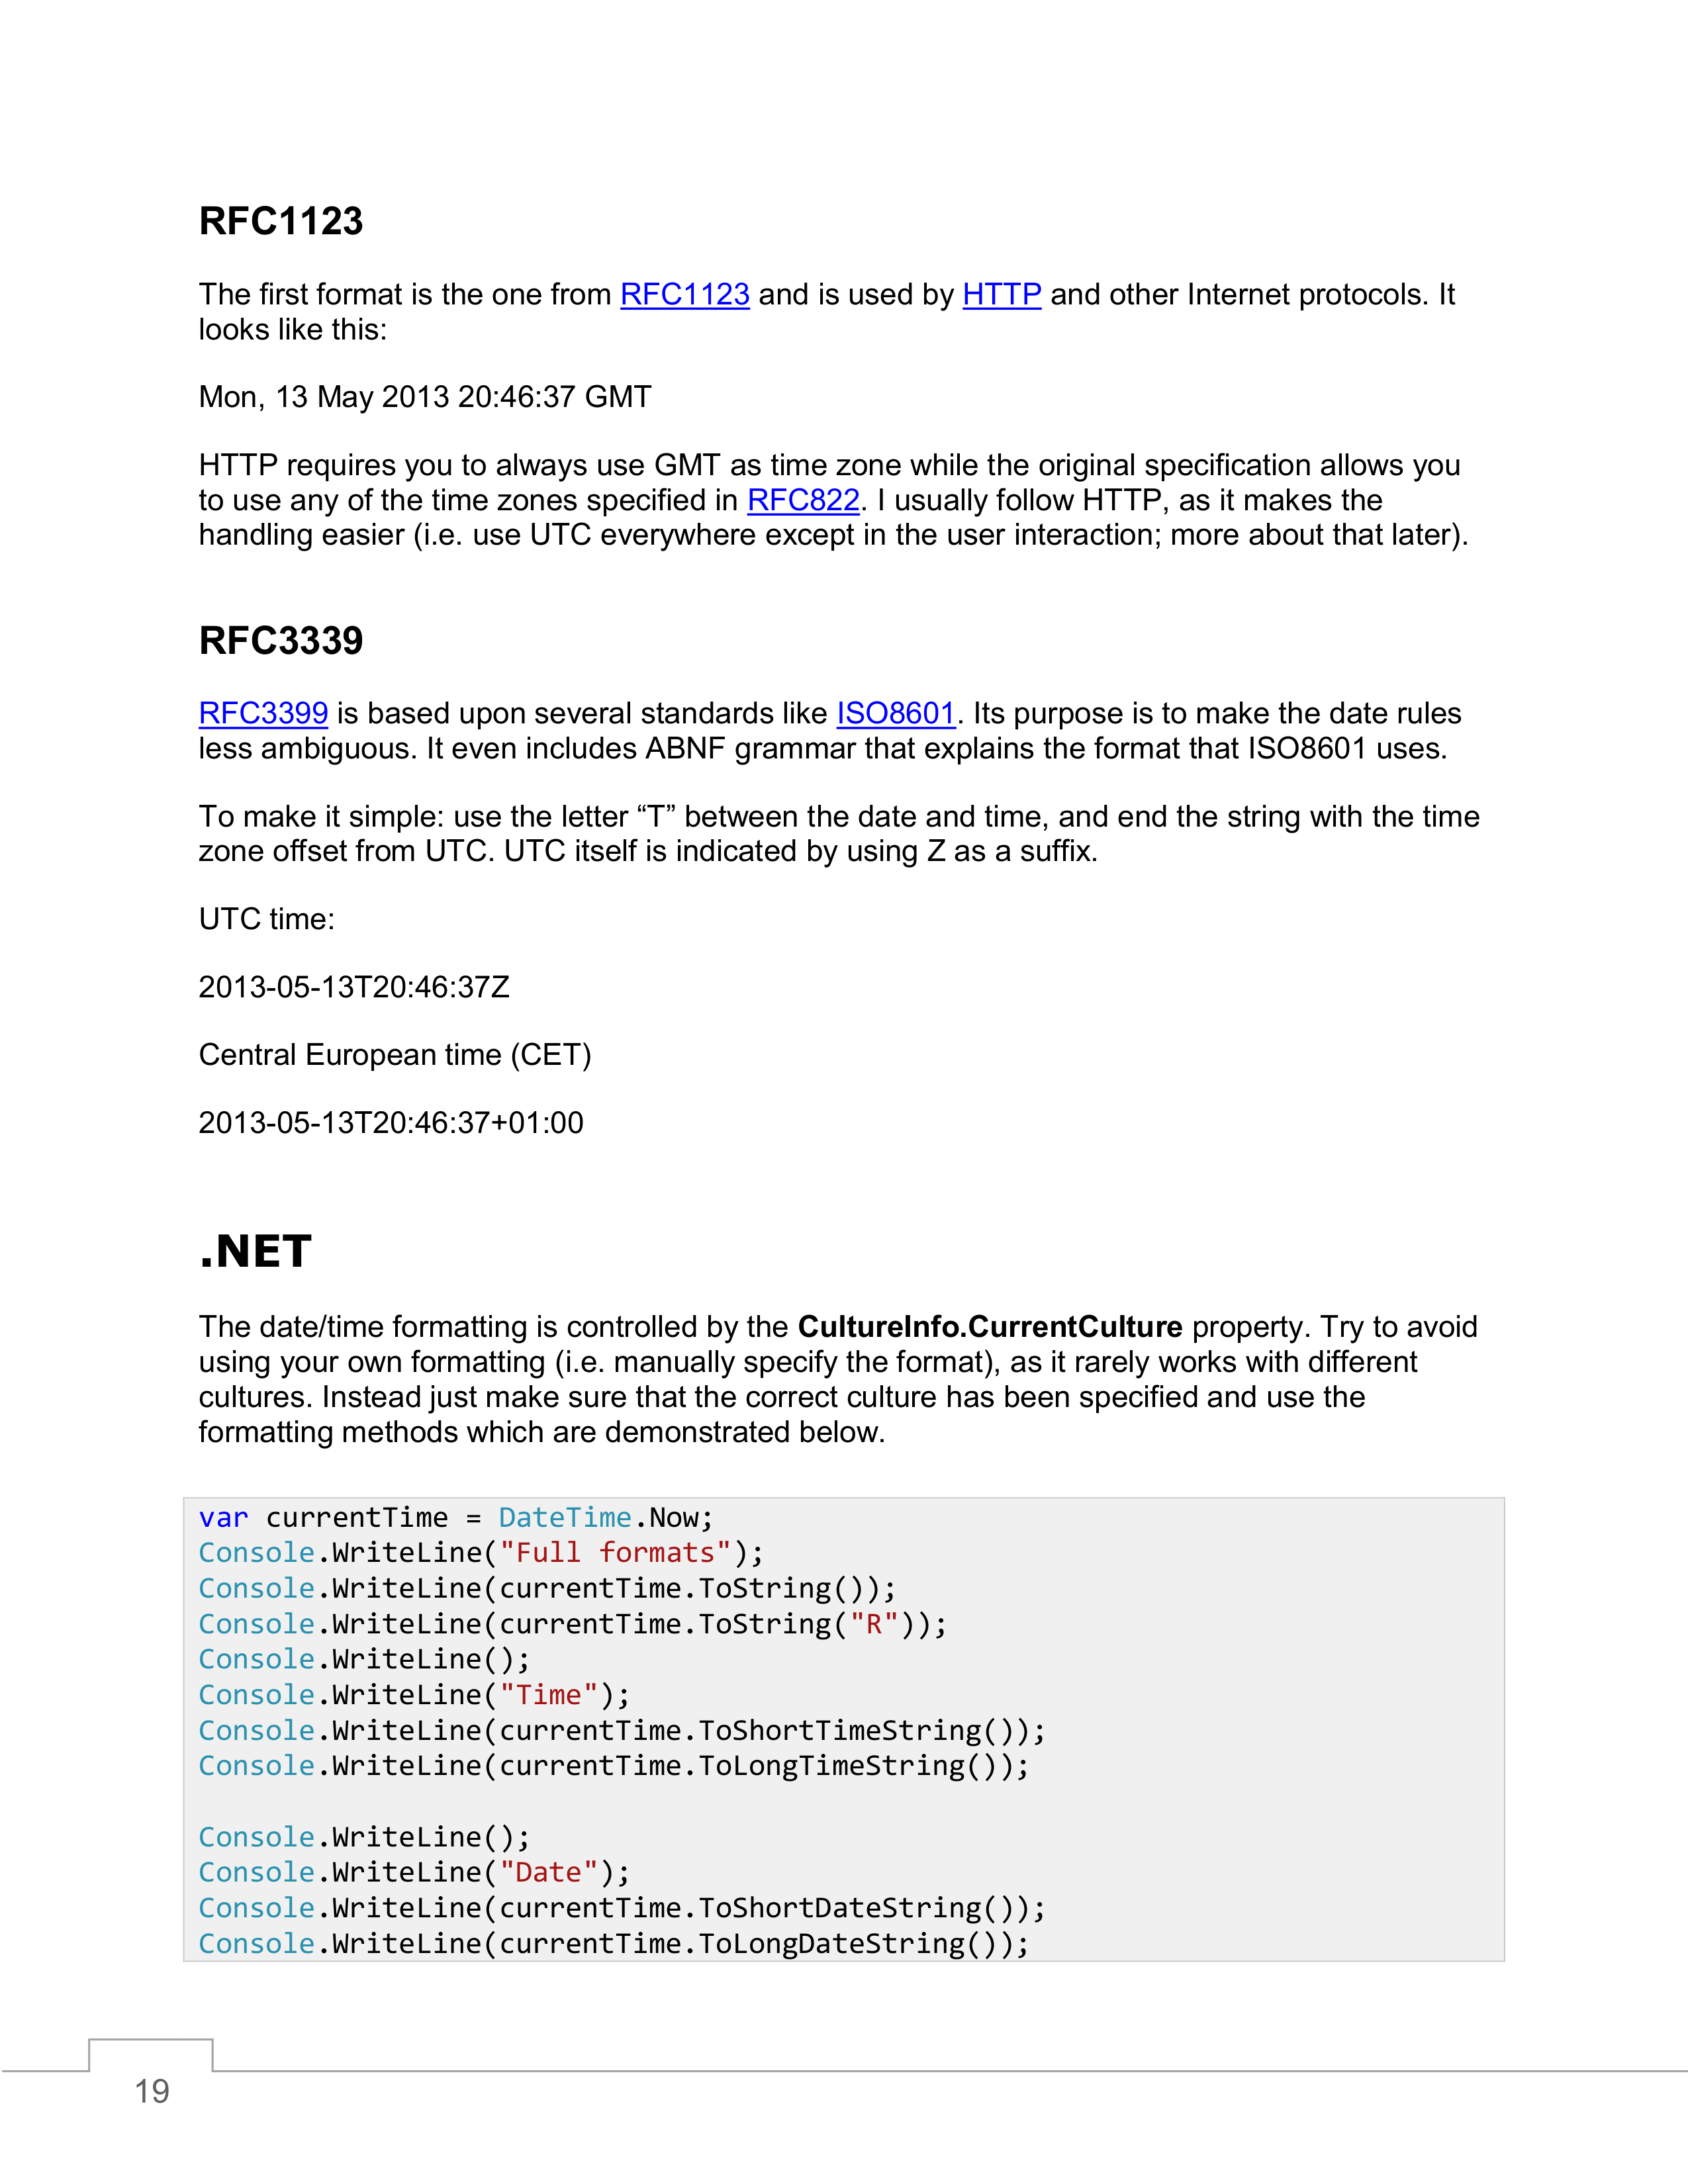 RFC1123
The first format is the one from RFC1123 and is used by HTTP and other Internet protocols. It
looks like this:
Mon, 13 May 2013 20:46:37 GMT
HTTP requires you to always use GMT as time zone while the original specification allows you
to use any of the time zones specified in RFC822. I usually follow HTTP, as it makes the
handling easier (i.e. use UTC everywhere except in the user interaction; more about that later).
RFC3339
RFC3399 is based upon several standards like ISO8601. Its purpose is to make the date rules
less ambiguous. It even includes ABNF grammar that explains the format that ISO8601 uses.
To make it simple: use the letter “T” between the date and time, and end the string with the time
zone offset from UTC. UTC itself is indicated by using Z as a suffix.
UTC time:
2013-05-13T20:46:37Z
Central European time (CET)
2013-05-13T20:46:37+01:00
.NET
The date/time formatting is controlled by the CultureInfo.CurrentCulture property. Try to avoid
using your own formatting (i.e. manually specify the format), as it rarely works with different
cultures. Instead just make sure that the correct culture has been specified and use the
formatting methods which are demonstrated below.
var currentTime = DateTime.Now;
Console.WriteLine("Full formats");
Console.WriteLine(currentTime.ToString());
Console.WriteLine(currentTime.ToString("R"));
Console.WriteLine();
Console.WriteLine("Time");
Console.WriteLine(currentTime.ToShortTimeString());
Console.WriteLine(currentTime.ToLongTimeString());
Console.WriteLine();
Console.WriteLine("Date");
Console.WriteLine(currentTime.ToShortDateString());
Console.WriteLine(currentTime.ToLongDateString());
19